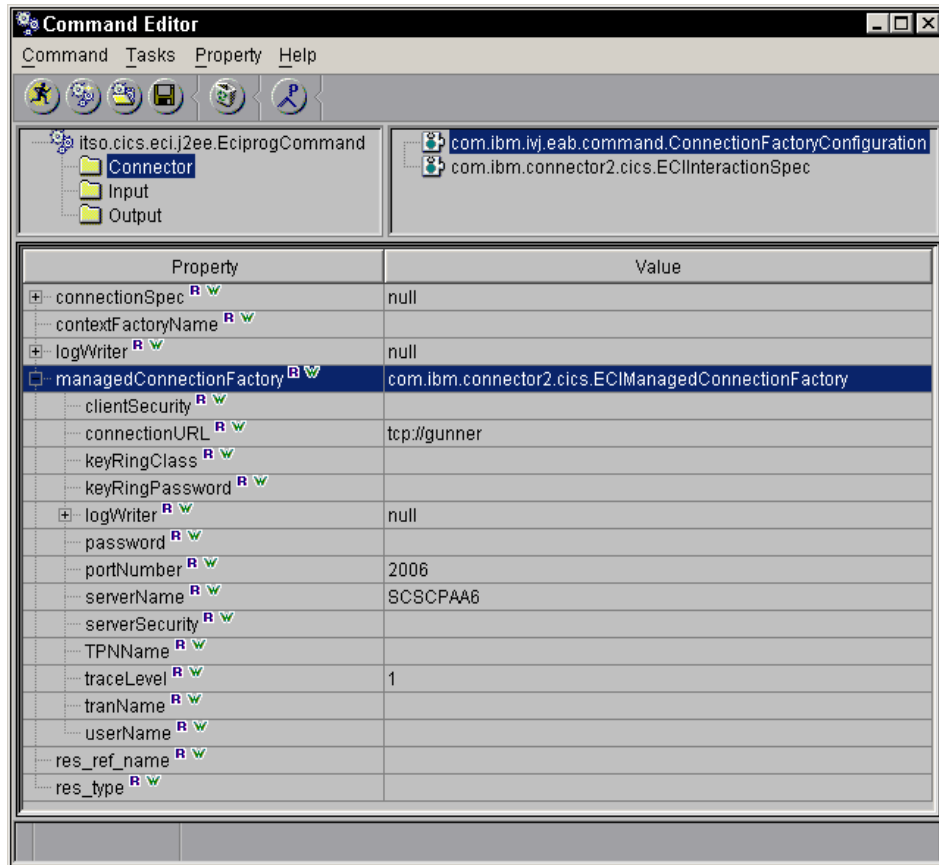 Command Editor
Command Tasks Property Help
itso.cics.eci.j2ee.EciprogCommand
Connector
Input
Output
com.ibm.ivj.eab.command.ConnectionFactoryConfiguration
com.ibm.connector2.cics.ECIInteractionSpec
Property Value
connectionSpec R W null
contextFactoryName R W
logWriter R W null
managedConnectionFactory R W com.ibm.connector2.cics.ECIManagedConnectionFactory
clientSecurity R W
connectionURL R W tcp://gunner
keyRingClass R W
keyRingPassword R W
logWriter R W null
password R W
portNumber R W 2006
serverName R W SCSCPAA6
serverSecurity R W
TPNName R W
traceLevel R W 1
tranName R W
userName R W
res_ref_name R W
res_type R W